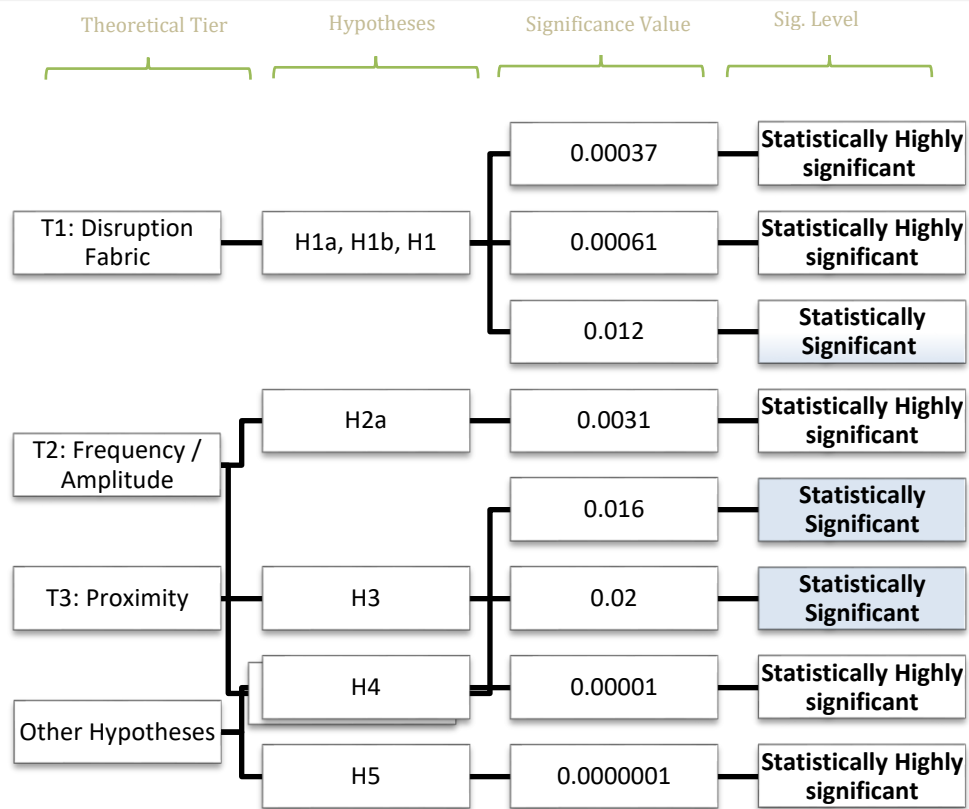 Theoretical Tier
Hypotheses
Significance Value
Sig. Level
T1: Disruption
Fabric
H1a, H1b, H1
0.00037
Statistically Highly
significant
0.00061
Statistically Highly
significant
0.012
Statistically
Significant
T2: Frequency /
Amplitude
H2a
0.0031
Statistically Highly
significant
0.016
Statistically
Significant
T3: Proximity
H3
0.02
Statistically
Significant
Other Hypotheses
H4
0.00001
Statistically Highly
significant
H5
0.0000001
Statistically Highly
significant